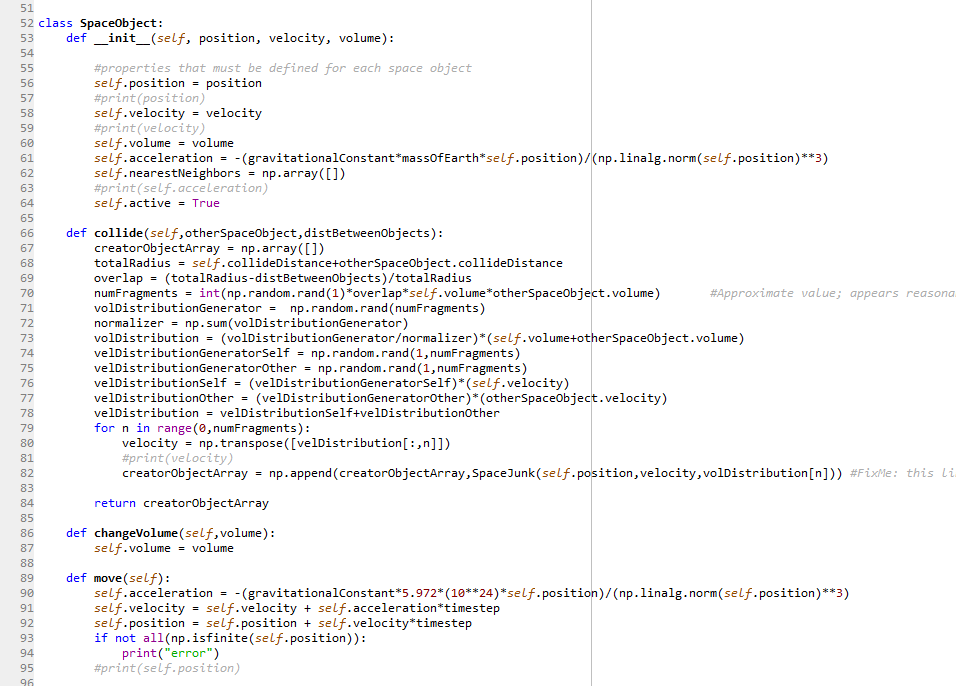 51
52 class SpaceObject:
53     def __init__(self, position, velocity, volume):
54
55         #properties that must be defined for each space object
56         self.position = position
57         #print(position)
58         self.velocity = velocity
59         #print(velocity)
60         self.volume = volume
61         self.acceleration = -(gravitationalConstant*massOfEarth*self.position)/(np.linalg.norm(self.position)**3)
62         self.nearestNeighbors = np.array([])
63         #print(self.acceleration)
64         self.active = True
65
66     def collide(self,otherSpaceObject,distBetweenObjects):
67         creatorObjectArray = np.array([])
68         totalRadius = self.collideDistance+otherSpaceObject.collideDistance
69         overlap = (totalRadius-distBetweenObjects)/totalRadius
70         numFragments = int(np.random.rand(1)*overlap*self.volume*otherSpaceObject.volume)       #Approximate value; appears reasona
71         volDistributionGenerator =  np.random.rand(numFragments)
72         normalizer = np.sum(volDistributionGenerator)
73         volDistribution = (volDistributionGenerator/normalizer)*(self.volume+otherSpaceObject.volume)
74         velDistributionGeneratorSelf = np.random.rand(1,numFragments)
75         velDistributionGeneratorOther = np.random.rand(1,numFragments)
76         velDistributionSelf = (velDistributionGeneratorSelf)*(self.velocity)
77         velDistributionOther = (velDistributionGeneratorOther)*(otherSpaceObject.velocity)
78         velDistribution = velDistributionSelf+velDistributionOther
79         for n in range(0,numFragments):
80             velocity = np.transpose([velDistribution[:,n]])
81             #print(velocity)
82             creatorObjectArray = np.append(creatorObjectArray,SpaceJunk(self.position,velocity,volDistribution[n])) #FixMe: this li
83
84         return creatorObjectArray
85
86     def changeVolume(self,volume):
87         self.volume = volume
88
89     def move(self):
90         self.acceleration = -(gravitationalConstant*5.972*(10**24)*self.position)/(np.linalg.norm(self.position)**3)
91         self.velocity = self.velocity + self.acceleration*timestep
92         self.position = self.position + self.velocity*timestep
93         if not all(np.isfinite(self.position)):
94             print("error")
95         #print(self.position)
96